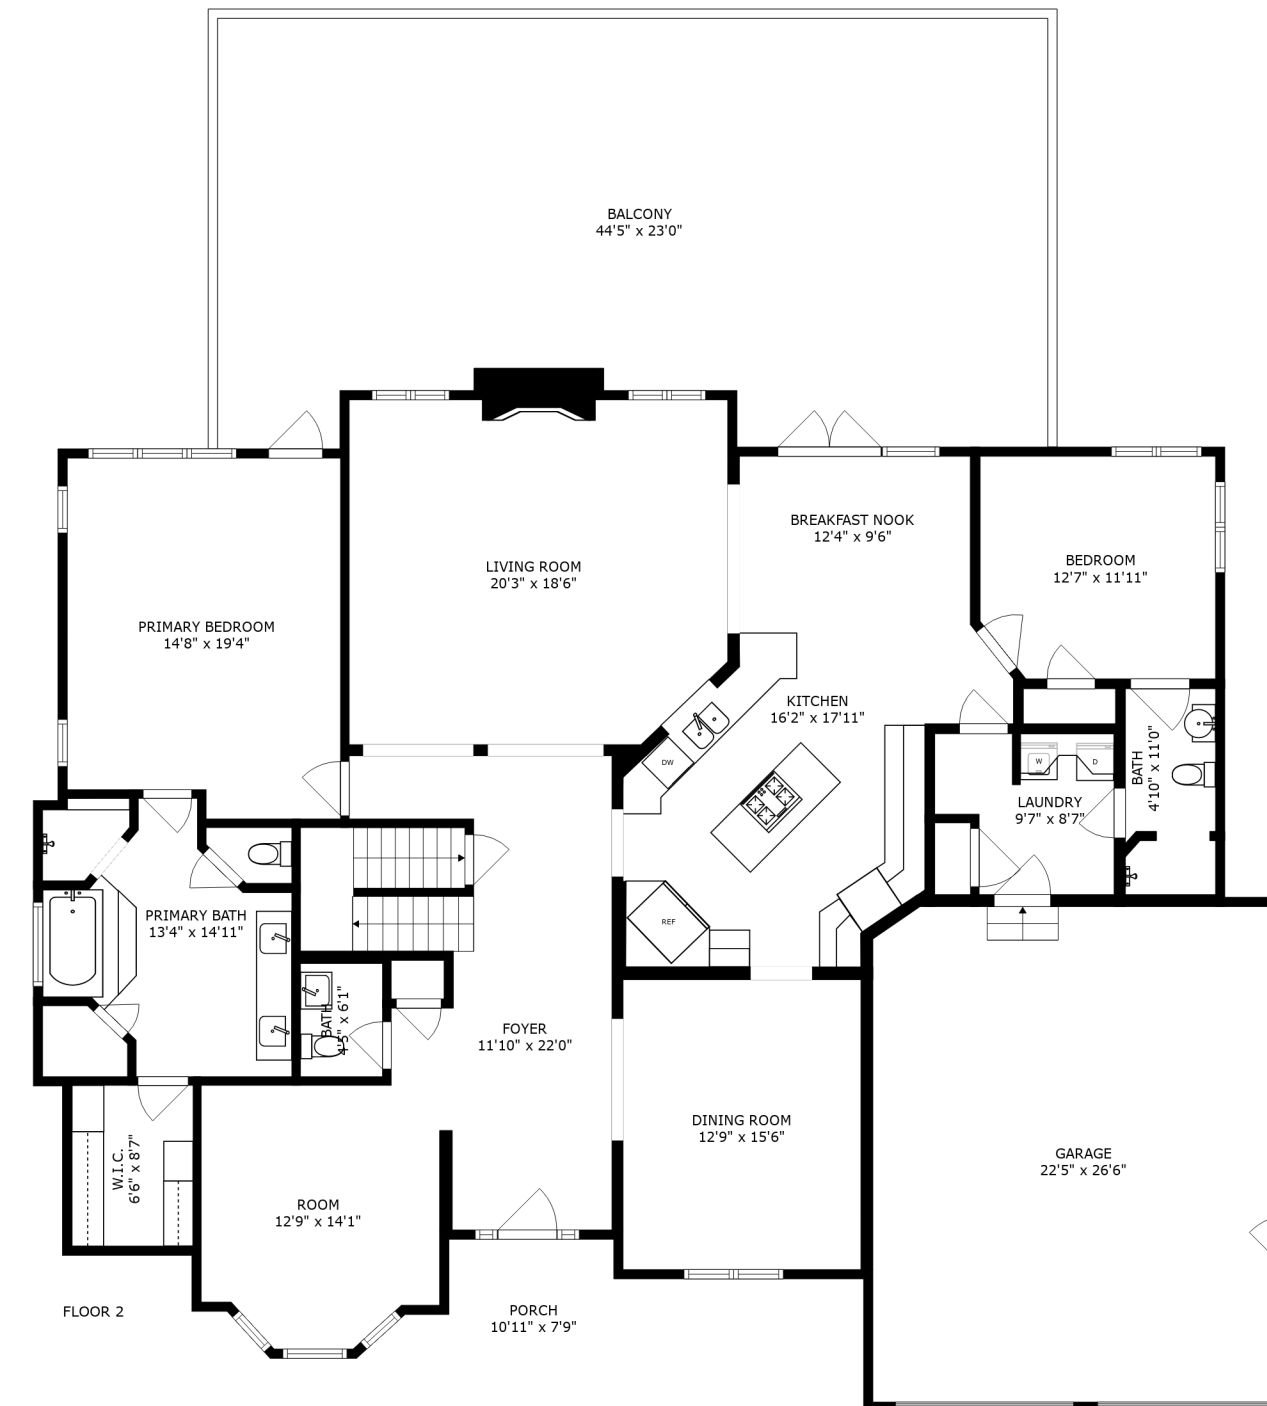 BALCONY
44'5" x 23'0"
BREAKFAST NOOK
12'4" x 9'6"
LIVING ROOM
20'3" x 18'6"
BEDROOM
12'7" x 11'11"
PRIMARY BEDROOM
14'8" x 19'4"
KITCHEN
16'2" x 17'11"
DW
W
D
BATH
4'10" x 11'0"
LAUNDRY
9'7" x 8'7"
PRIMARY BATH
13'4" x 14'11"
REF
BATH
4'5" x 6'1"
FOYER
11'10" x 22'0"
DINING ROOM
12'9" x 15'6"
GARAGE
22'5" x 26'6"
W.I.C.
6'6" x 8'7"
ROOM
12'9" x 14'1"
FLOOR 2
PORCH
10'11" x 7'9"